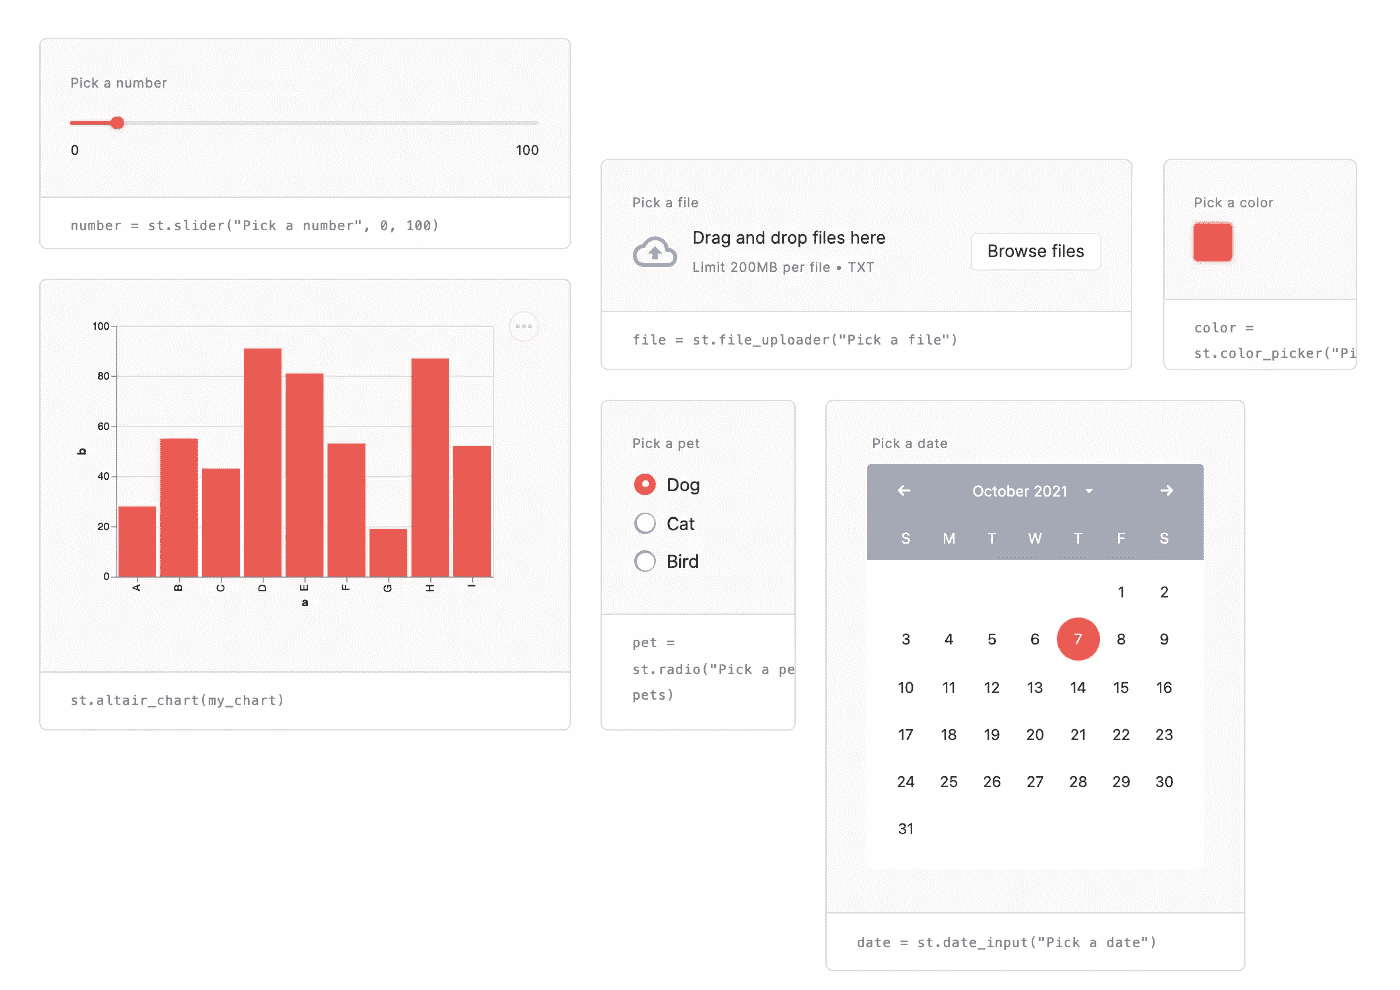 Pick a number
0 100
number = st.slider("Pick a number", 0, 100)
100
80
60
40
20
0
b
A B C D E F G H I
a
st.altair_chart(my_chart)
Pick a file
Drag and drop files here
Limit 200MB per file • TXT
Browse files
file = st.file_uploader("Pick a file")
Pick a color
color =
st.color_picker("Pi
Pick a pet
Dog
Cat
Bird
pet =
st.radio("Pick a pe
pets)
Pick a date
October 2021
S M T W T F S
1 2
3 4 5 6 7 8 9
10 11 12 13 14 15 16
17 18 19 20 21 22 23
24 25 26 27 28 29 30
31
date = st.date_input("Pick a date")